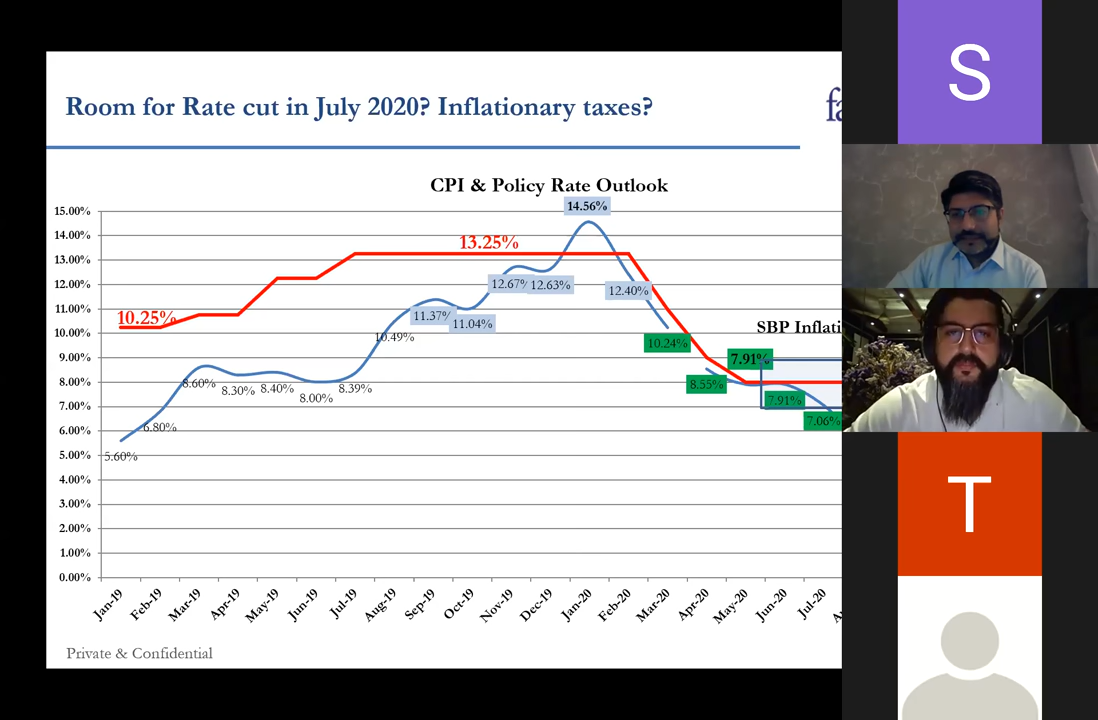 Room for Rate cut in July 2020? Inflationary taxes?
fa
CPI & Policy Rate Outlook
15.00%
14.00%
13.00%
12.00%
11.00%
10.00%
9.00%
8.00%
7.00%
6.00%
5.00%
4.00%
3.00%
2.00%
1.00%
0.00%
10.25%
13.25%
5.60%
6.80%
8.60%
8.30%
8.40%
8.00%
8.39%
10.49%
11.37%
11.04%
12.67%
12.63%
14.56%
12.40%
10.24%
8.55%
7.91%
7.91%
7.06%
SBP Inflati
Jan-19
Feb-19
Mar-19
Apr-19
May-19
Jun-19
Jul-19
Aug-19
Sep-19
Oct-19
Nov-19
Dec-19
Jan-20
Feb-20
Mar-20
Apr-20
May-20
Jun-20
Jul-20
Private & Confidential
S
T